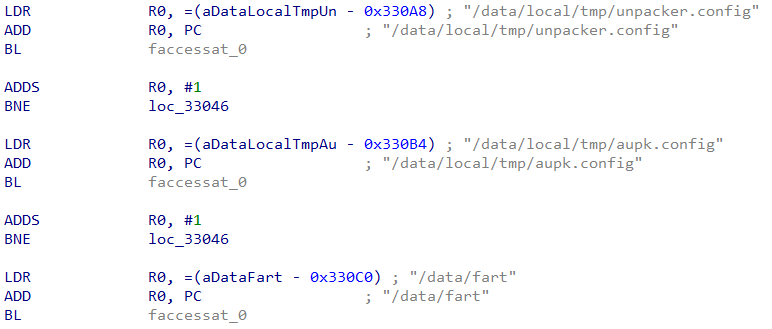 LDR R0, =(aDataLocalTmpUn - 0x330A8) ; "/data/local/tmp/unpacker.config"
ADD R0, PC ; "/data/local/tmp/unpacker.config"
BL faccessat_0
ADDS R0, #1
BNE loc_33046
LDR R0, =(aDataLocalTmpAu - 0x330B4) ; "/data/local/tmp/aupk.config"
ADD R0, PC ; "/data/local/tmp/aupk.config"
BL faccessat_0
ADDS R0, #1
BNE loc_33046
LDR R0, =(aDataFart - 0x330C0) ; "/data/fart"
ADD R0, PC ; "/data/fart"
BL faccessat_0